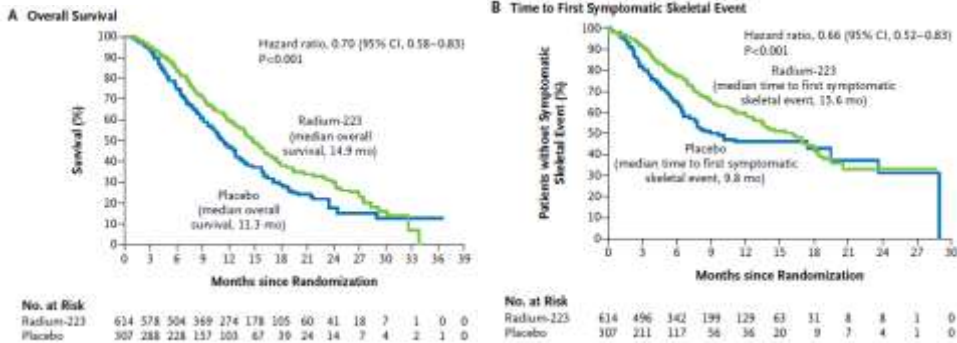 A Overall Survival
100
90
80
70
60
50
40
30
20
10
0
Survival (%)
Hazard ratio, 0.70 (95% CI, 0.58–0.83)
P<0.001
Radium-223
(median overall
survival, 14.9 mo)
Placebo
(median overall
survival, 11.3 mo)
0 3 6 9 12 15 18 21 24 27 30 33 36 39
Months since Randomization
No. at Risk
Radium-223 614 578 504 369 274 178 105 60 41 18 7 1 0 0
Placebo 307 288 228 157 103 67 39 24 14 7 4 2 1 0
B Time to First Symptomatic Skeletal Event
100
90
80
70
60
50
40
30
20
10
0
Patients without Symptomatic
Skeletal Event (%)
Hazard ratio, 0.66 (95% CI, 0.52–0.83)
P<0.001
Radium-223
(median time to first symptomatic
skeletal event, 15.6 mo)
Placebo
(median time to first symptomatic
skeletal event, 9.8 mo)
0 3 6 9 12 15 18 21 24 27 30
Months since Randomization
No. at Risk
Radium-223 614 496 342 199 129 63 31 8 8 1 0
Placebo 307 211 117 56 36 20 9 7 4 1 0